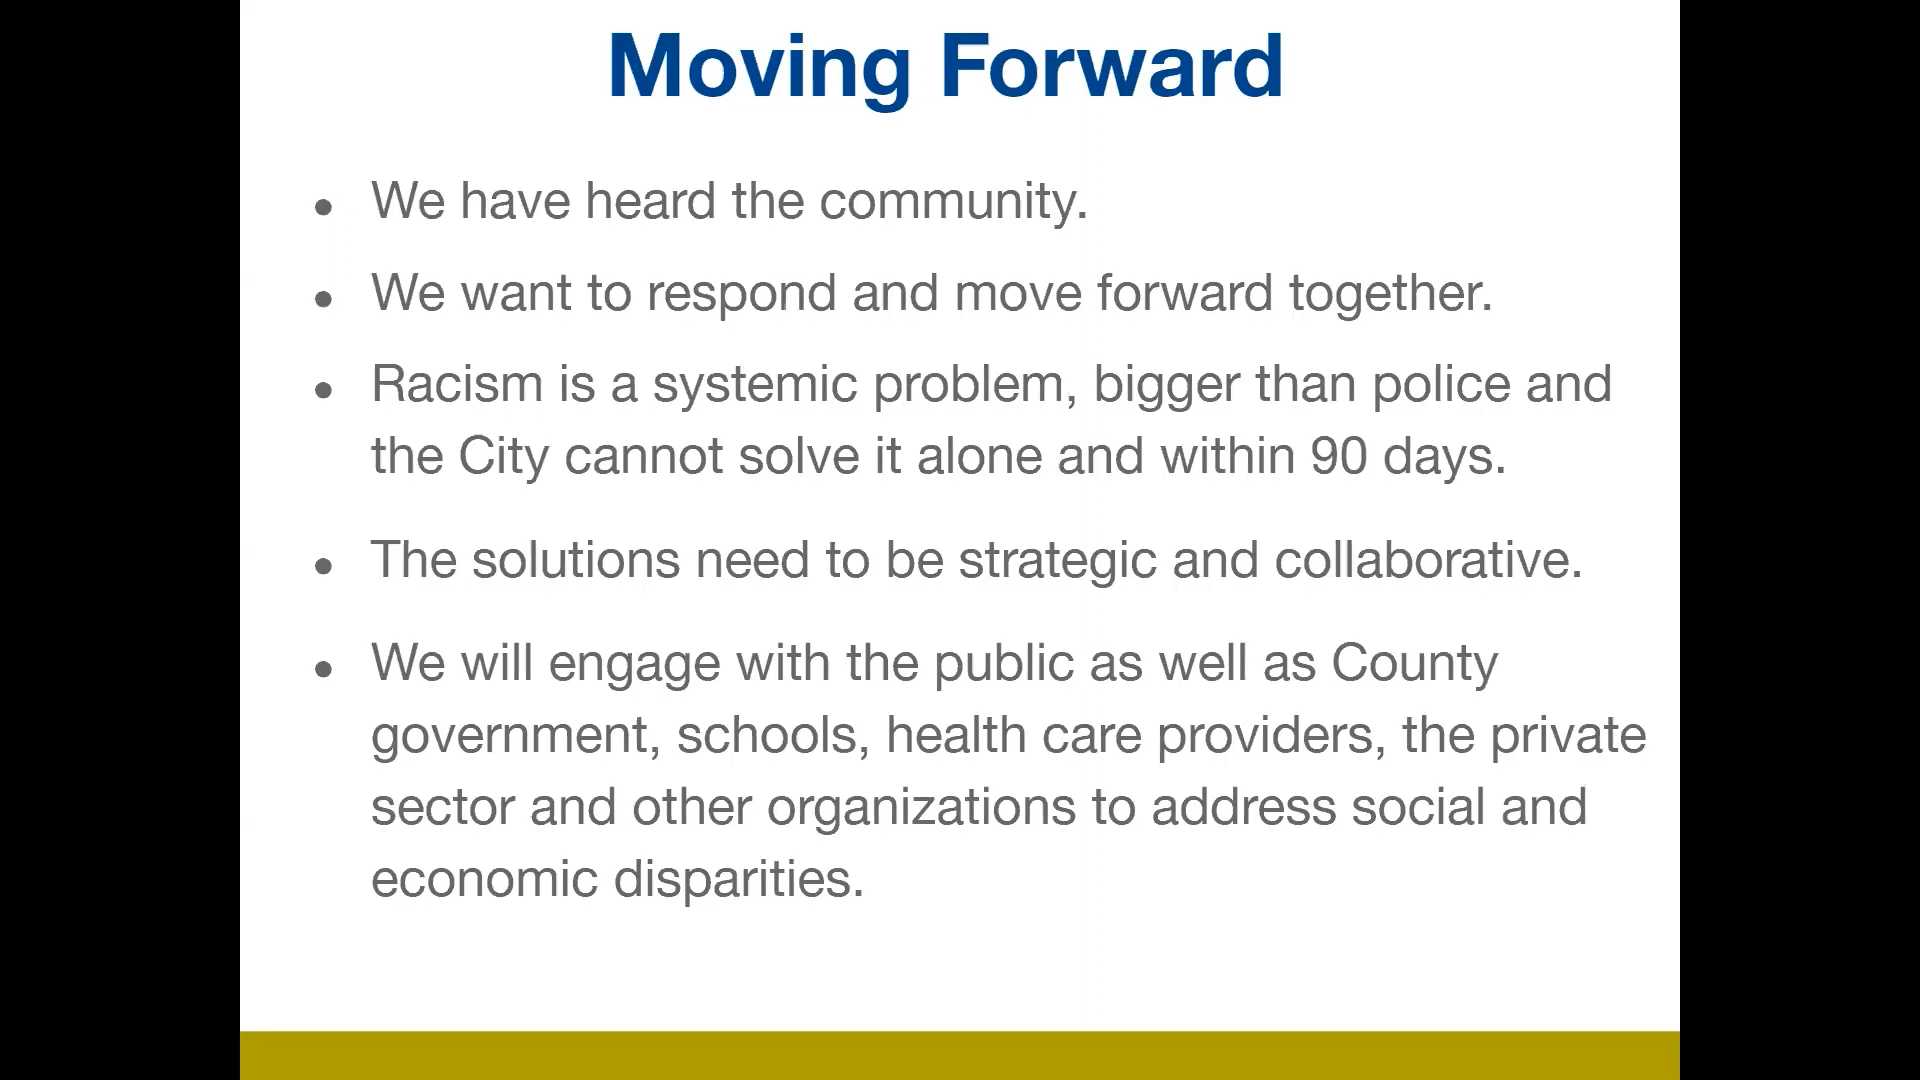 Moving Forward
• We have heard the community.
• We want to respond and move forward together.
• Racism is a systemic problem, bigger than police and
the City cannot solve it alone and within 90 days.
• The solutions need to be strategic and collaborative.
• We will engage with the public as well as County
government, schools, health care providers, the private
sector and other organizations to address social and
economic disparities.